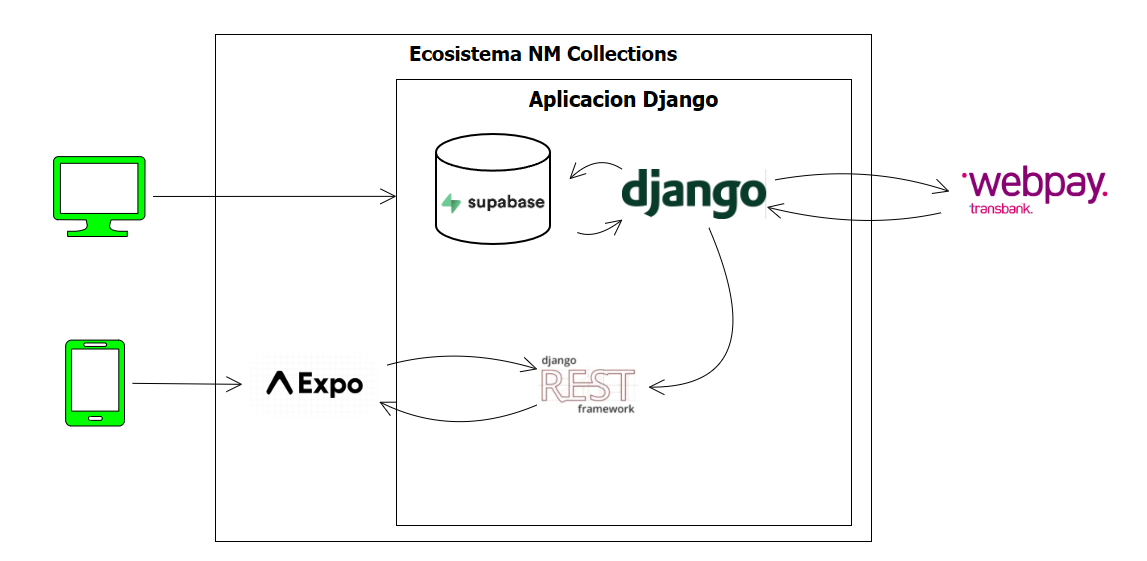 Ecosistema NM Collections
Aplicacion Django
supabase
django
webpay.
transbank.
Expo
django
REST
framework